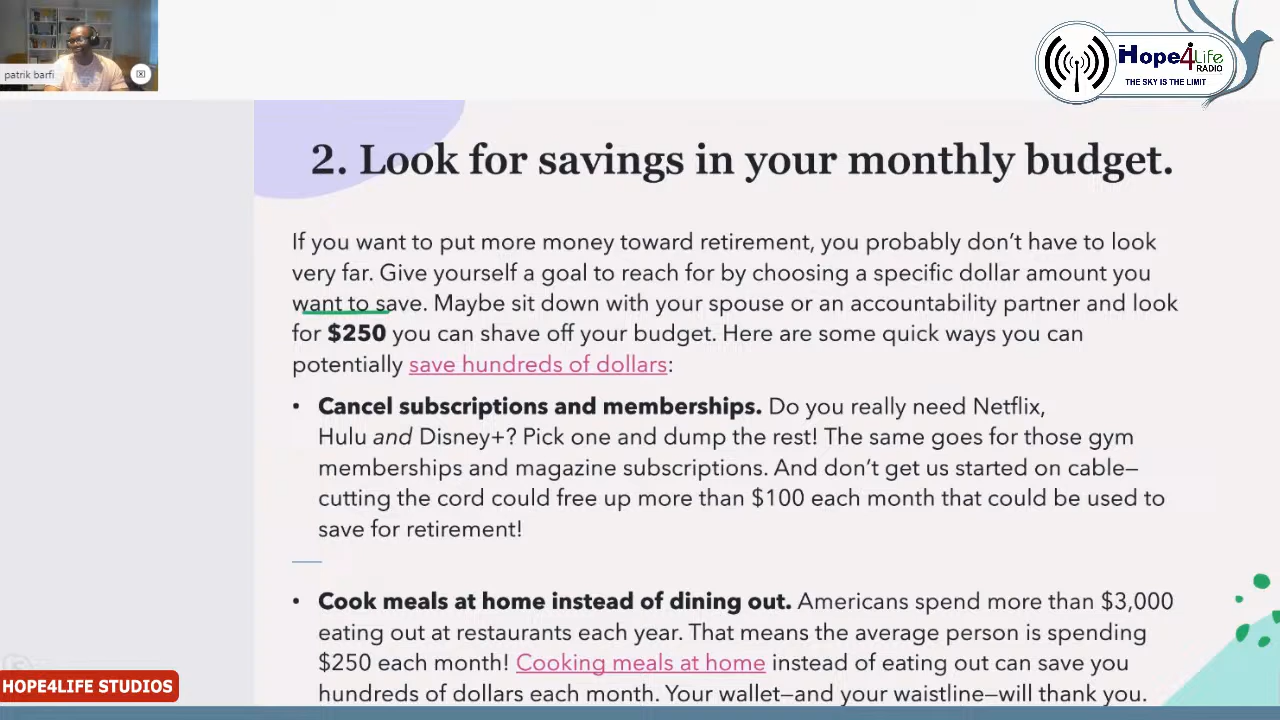 patrik barfi
Hope4Life
RADIO
THE SKY IS THE LIMIT
2. Look for savings in your monthly budget.
If you want to put more money toward retirement, you probably don’t have to look
very far. Give yourself a goal to reach for by choosing a specific dollar amount you
want to save. Maybe sit down with your spouse or an accountability partner and look
for $250 you can shave off your budget. Here are some quick ways you can
potentially save hundreds of dollars:
• Cancel subscriptions and memberships. Do you really need Netflix,
Hulu and Disney+? Pick one and dump the rest! The same goes for those gym
memberships and magazine subscriptions. And don’t get us started on cable—
cutting the cord could free up more than $100 each month that could be used to
save for retirement!
• Cook meals at home instead of dining out. Americans spend more than $3,000
eating out at restaurants each year. That means the average person is spending
$250 each month! Cooking meals at home instead of eating out can save you
hundreds of dollars each month. Your wallet—and your waistline—will thank you.
HOPE4LIFE STUDIOS